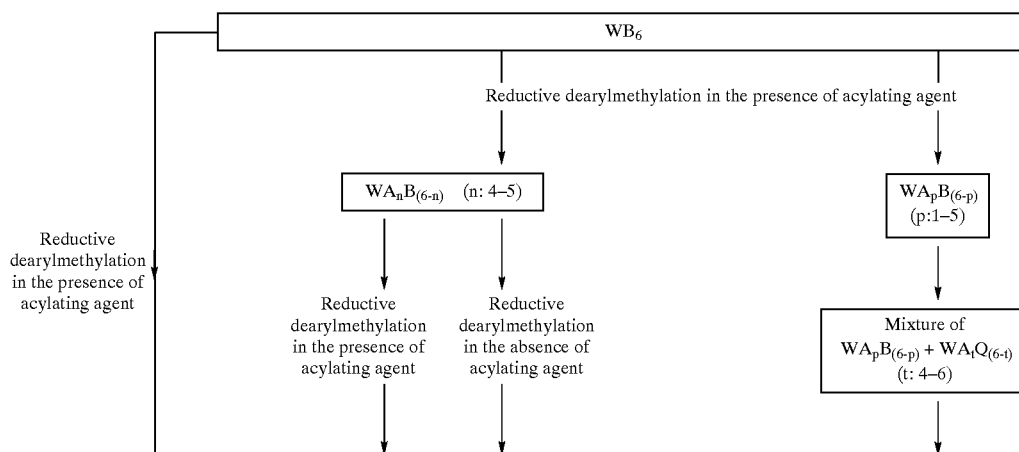 WB₆
Reductive dearylmethylation in the presence of acylating agent
WAₙB₍₆₋ₙ₎ (n: 4–5)
WAₚB₍₆₋ₚ₎
(p:1–5)
Reductive
dearylmethylation
in the presence of
acylating agent
Reductive
dearylmethylation
in the presence of
acylating agent
Reductive
dearylmethylation
in the absence of
acylating agent
Mixture of
WAₚB₍₆₋ₚ₎ + WAₜQ₍₆₋ₜ₎
(t: 4–6)